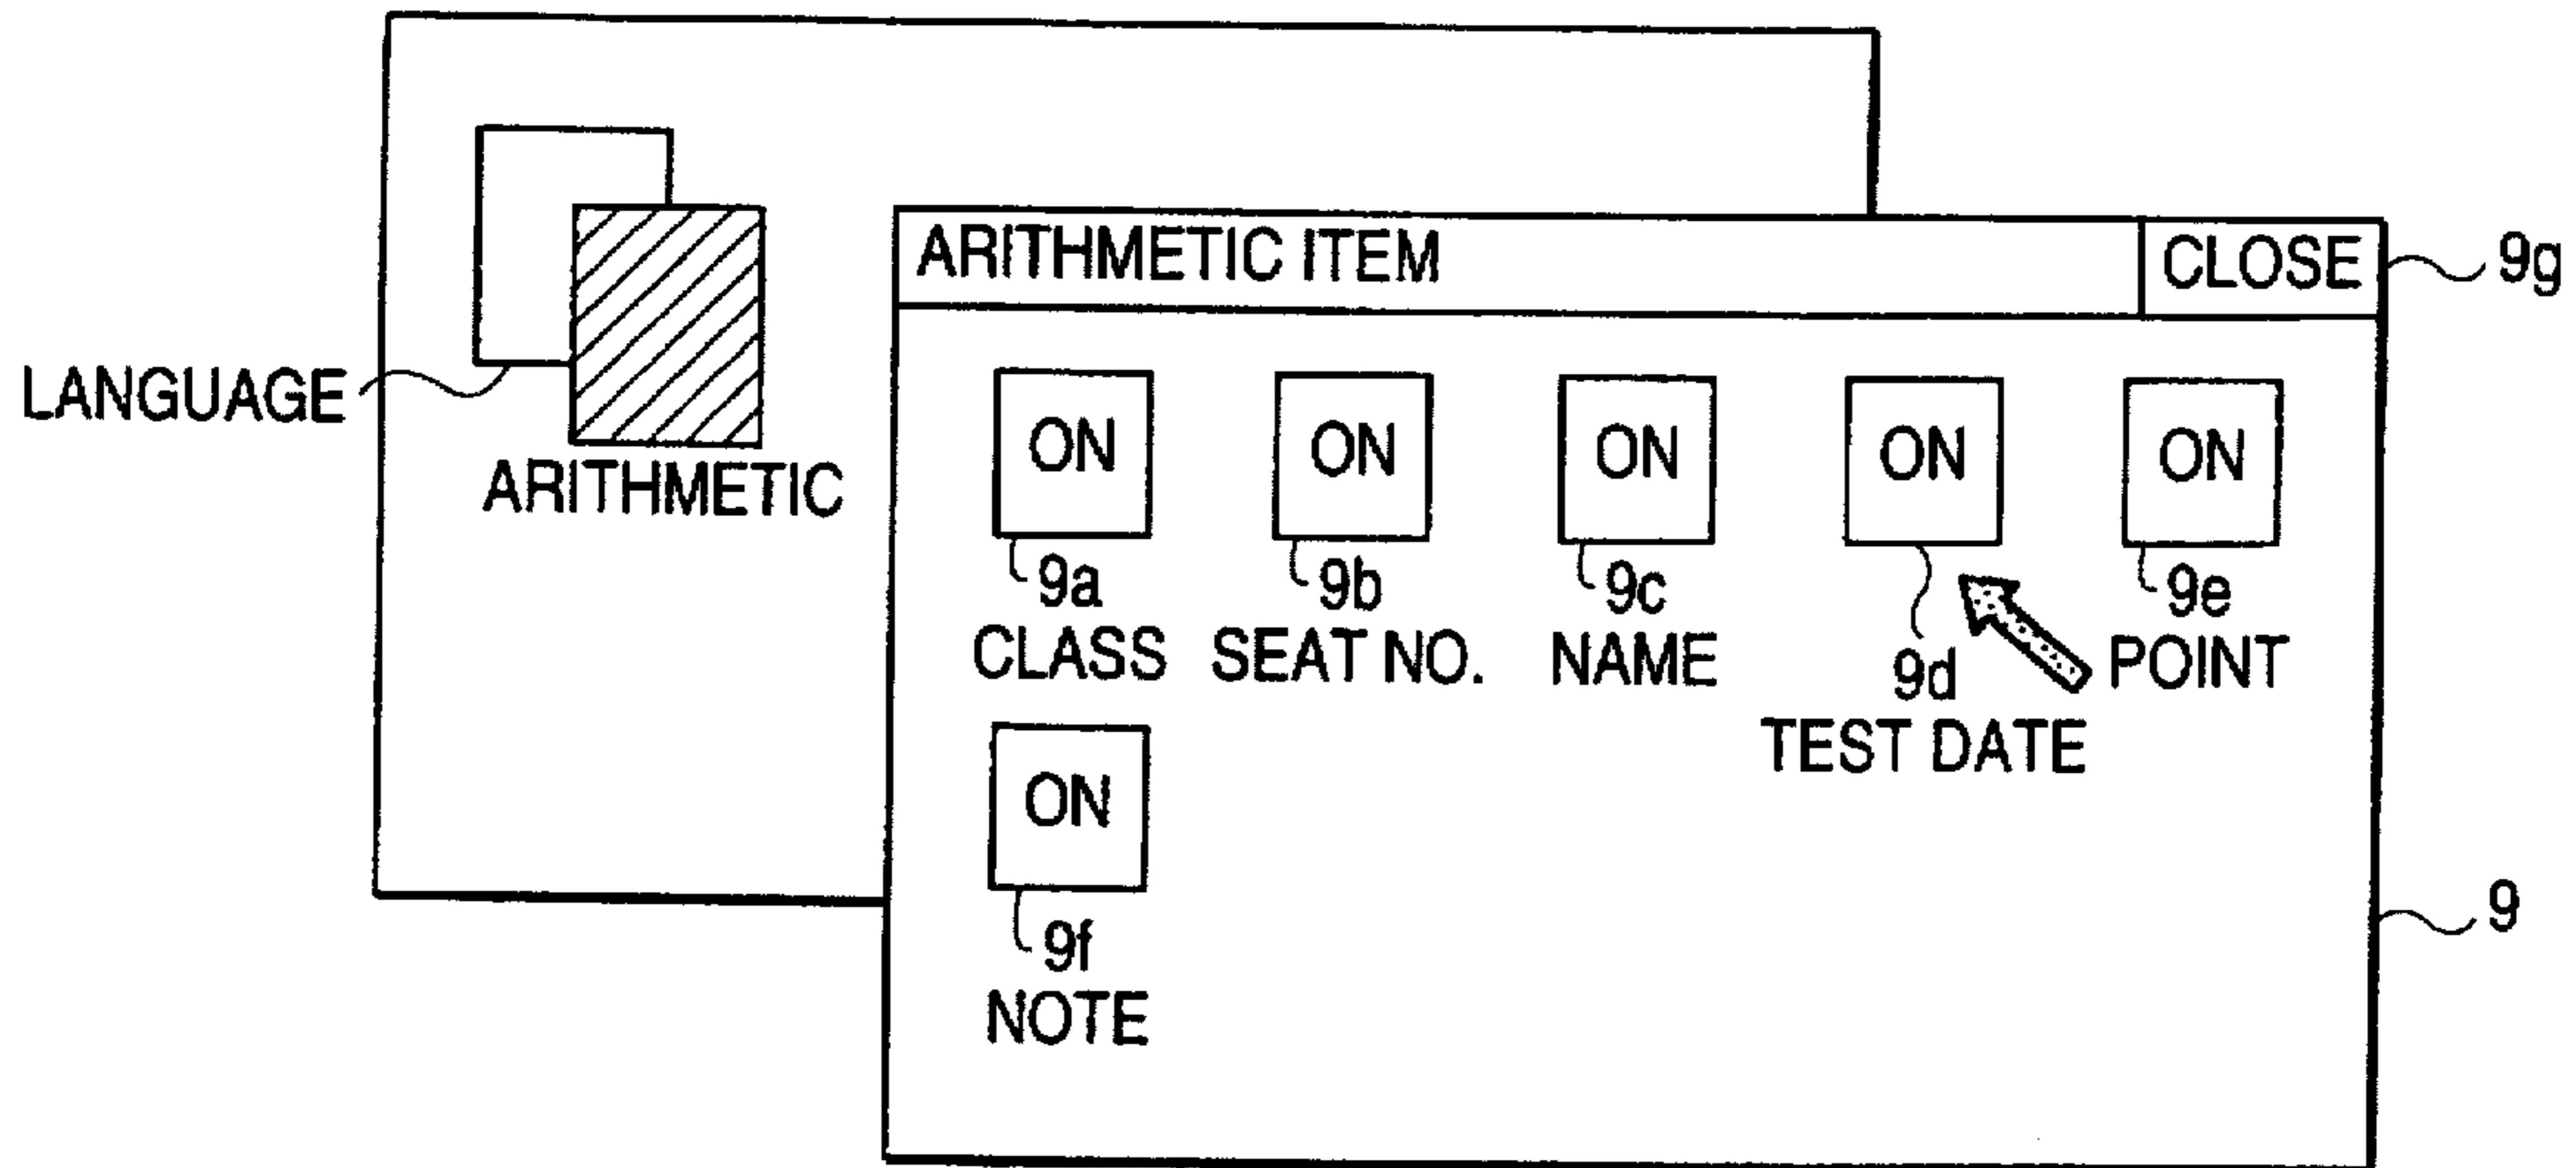 LANGUAGE
ARITHMETIC
ARITHMETIC ITEM
CLOSE
9g
ON ON ON ON ON
9a 9b 9c 9d 9e
CLASS SEAT NO. NAME TEST DATE POINT
ON
9f
NOTE
9